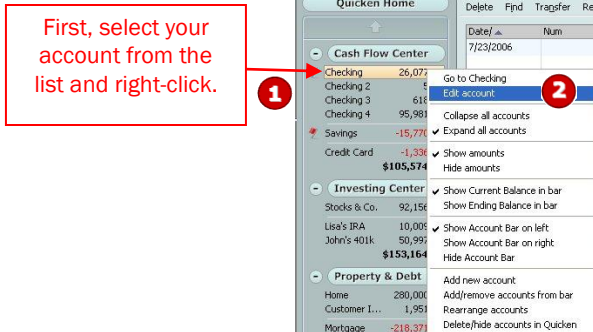 First, select your
account from the
list and right-click.
1
Quicken Home
Cash Flow Center
Checking 26,077
Checking 2 5
Checking 3 618
Checking 4 95,981
Savings -15,770
Credit Card -1,336
$105,574
Investing Center
Stocks & Co. 92,156
Lisa's IRA 10,009
John's 401k 50,997
$153,164
Property & Debt
Home 280,000
Customer I... 1,951
Mortgage -218,371
Delete Find Transfer Re
Date/ Num
7/23/2006
Go to Checking
Edit account
2
Collapse all accounts
Expand all accounts
Show amounts
Hide amounts
Show Current Balance in bar
Show Ending Balance in bar
Show Account Bar on left
Show Account Bar on right
Hide Account Bar
Add new account
Add/remove accounts from bar
Rearrange accounts
Delete/hide accounts in Quicken